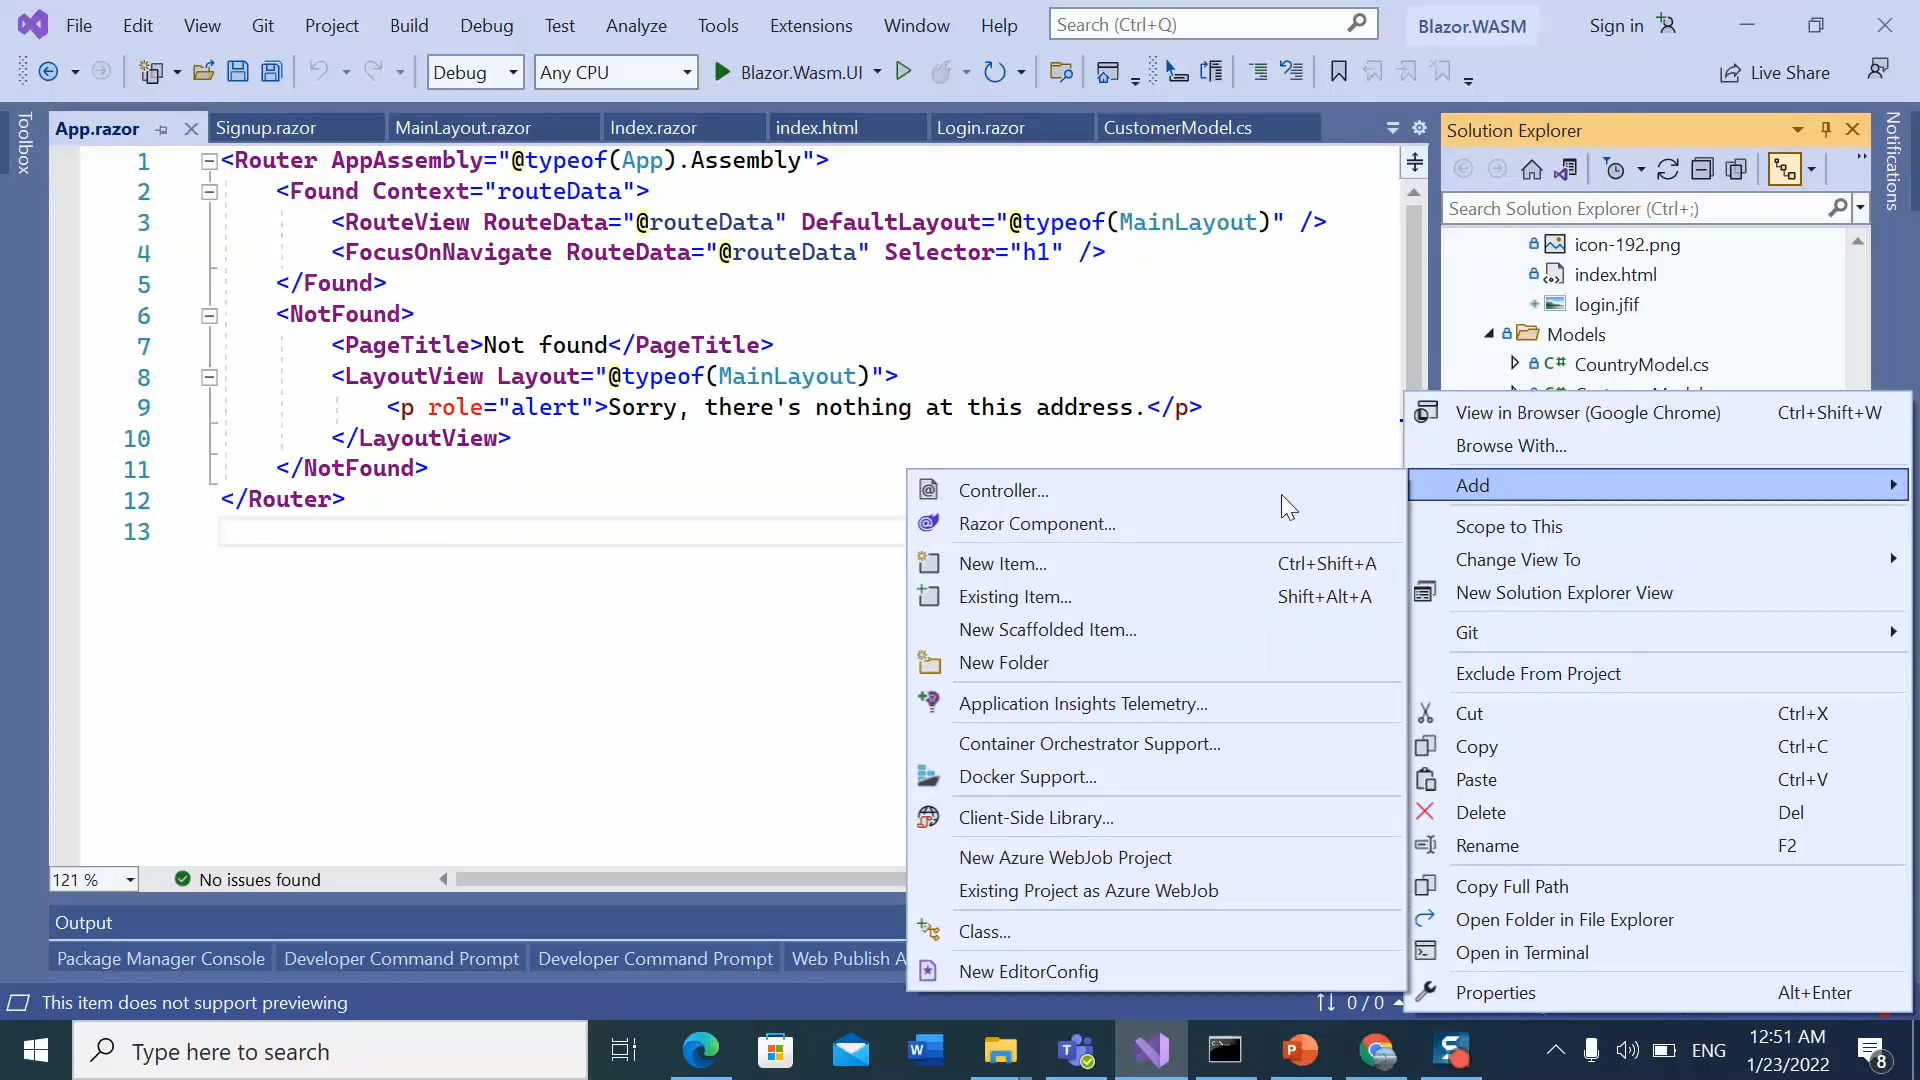 File Edit View Git Project Build Debug Test Analyze Tools Extensions Window Help Search (Ctrl+Q) Blazor.WASM Sign in
Debug Any CPU Blazor.Wasm.UI Live Share
Toolbox
App.razor Signup.razor MainLayout.razor Index.razor index.html Login.razor CustomerModel.cs
1 <Router AppAssembly="@typeof(App).Assembly">
2 <Found Context="routeData">
3 <RouteView RouteData="@routeData" DefaultLayout="@typeof(MainLayout)" />
4 <FocusOnNavigate RouteData="@routeData" Selector="h1" />
5 </Found>
6 <NotFound>
7 <PageTitle>Not found</PageTitle>
8 <LayoutView Layout="@typeof(MainLayout)">
9 <p role="alert">Sorry, there's nothing at this address.</p>
10 </LayoutView>
11 </NotFound>
12 </Router>
13
Solution Explorer
Search Solution Explorer (Ctrl+;)
icon-192.png
index.html
login.jfif
Models
C# CountryModel.cs
Notifications
View in Browser (Google Chrome) Ctrl+Shift+W
Browse With...
Add
Scope to This
Change View To
New Solution Explorer View
Git
Exclude From Project
Cut Ctrl+X
Copy Ctrl+C
Paste Ctrl+V
Delete Del
Rename F2
Copy Full Path
Open Folder in File Explorer
Open in Terminal
Properties Alt+Enter
Controller...
Razor Component...
New Item... Ctrl+Shift+A
Existing Item... Shift+Alt+A
New Scaffolded Item...
New Folder
Application Insights Telemetry...
Container Orchestrator Support...
Docker Support...
Client-Side Library...
New Azure WebJob Project
Existing Project as Azure WebJob
Class...
New EditorConfig
121 % No issues found
Output
Package Manager Console Developer Command Prompt Developer Command Prompt Web Publish A
This item does not support previewing 0 / 0
Type here to search
ENG
12:51 AM
1/23/2022
8